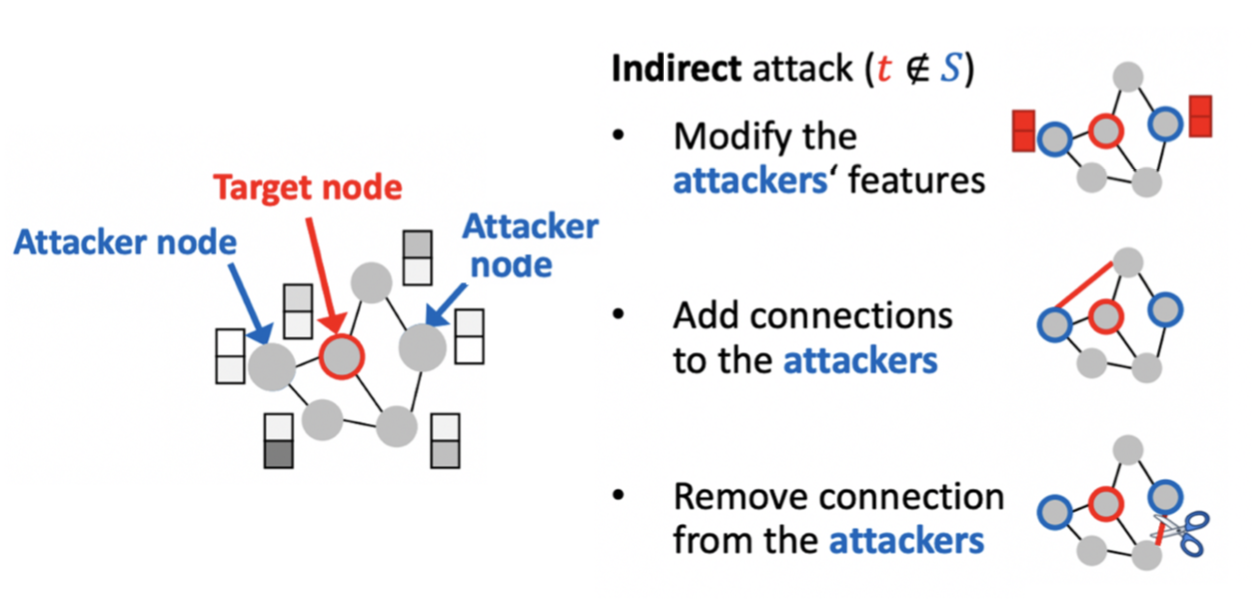 Target node
Attacker node
Attacker
node
Indirect attack (t ∉ S)
• Modify the
attackers‘ features
• Add connections
to the attackers
• Remove connection
from the attackers